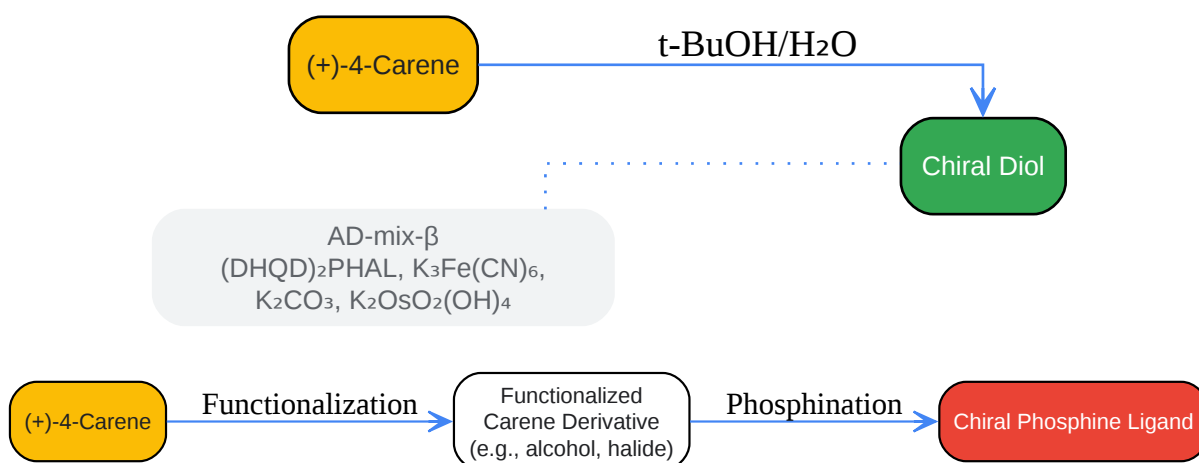 (+)-4-Carene
t-BuOH/H₂O
Chiral Diol
AD-mix-β
(DHQD)₂PHAL, K₃Fe(CN)₆,
K₂CO₃, K₂OsO₂(OH)₄
(+)-4-Carene
Functionalization
Functionalized
Carene Derivative
(e.g., alcohol, halide)
Phosphination
Chiral Phosphine Ligand